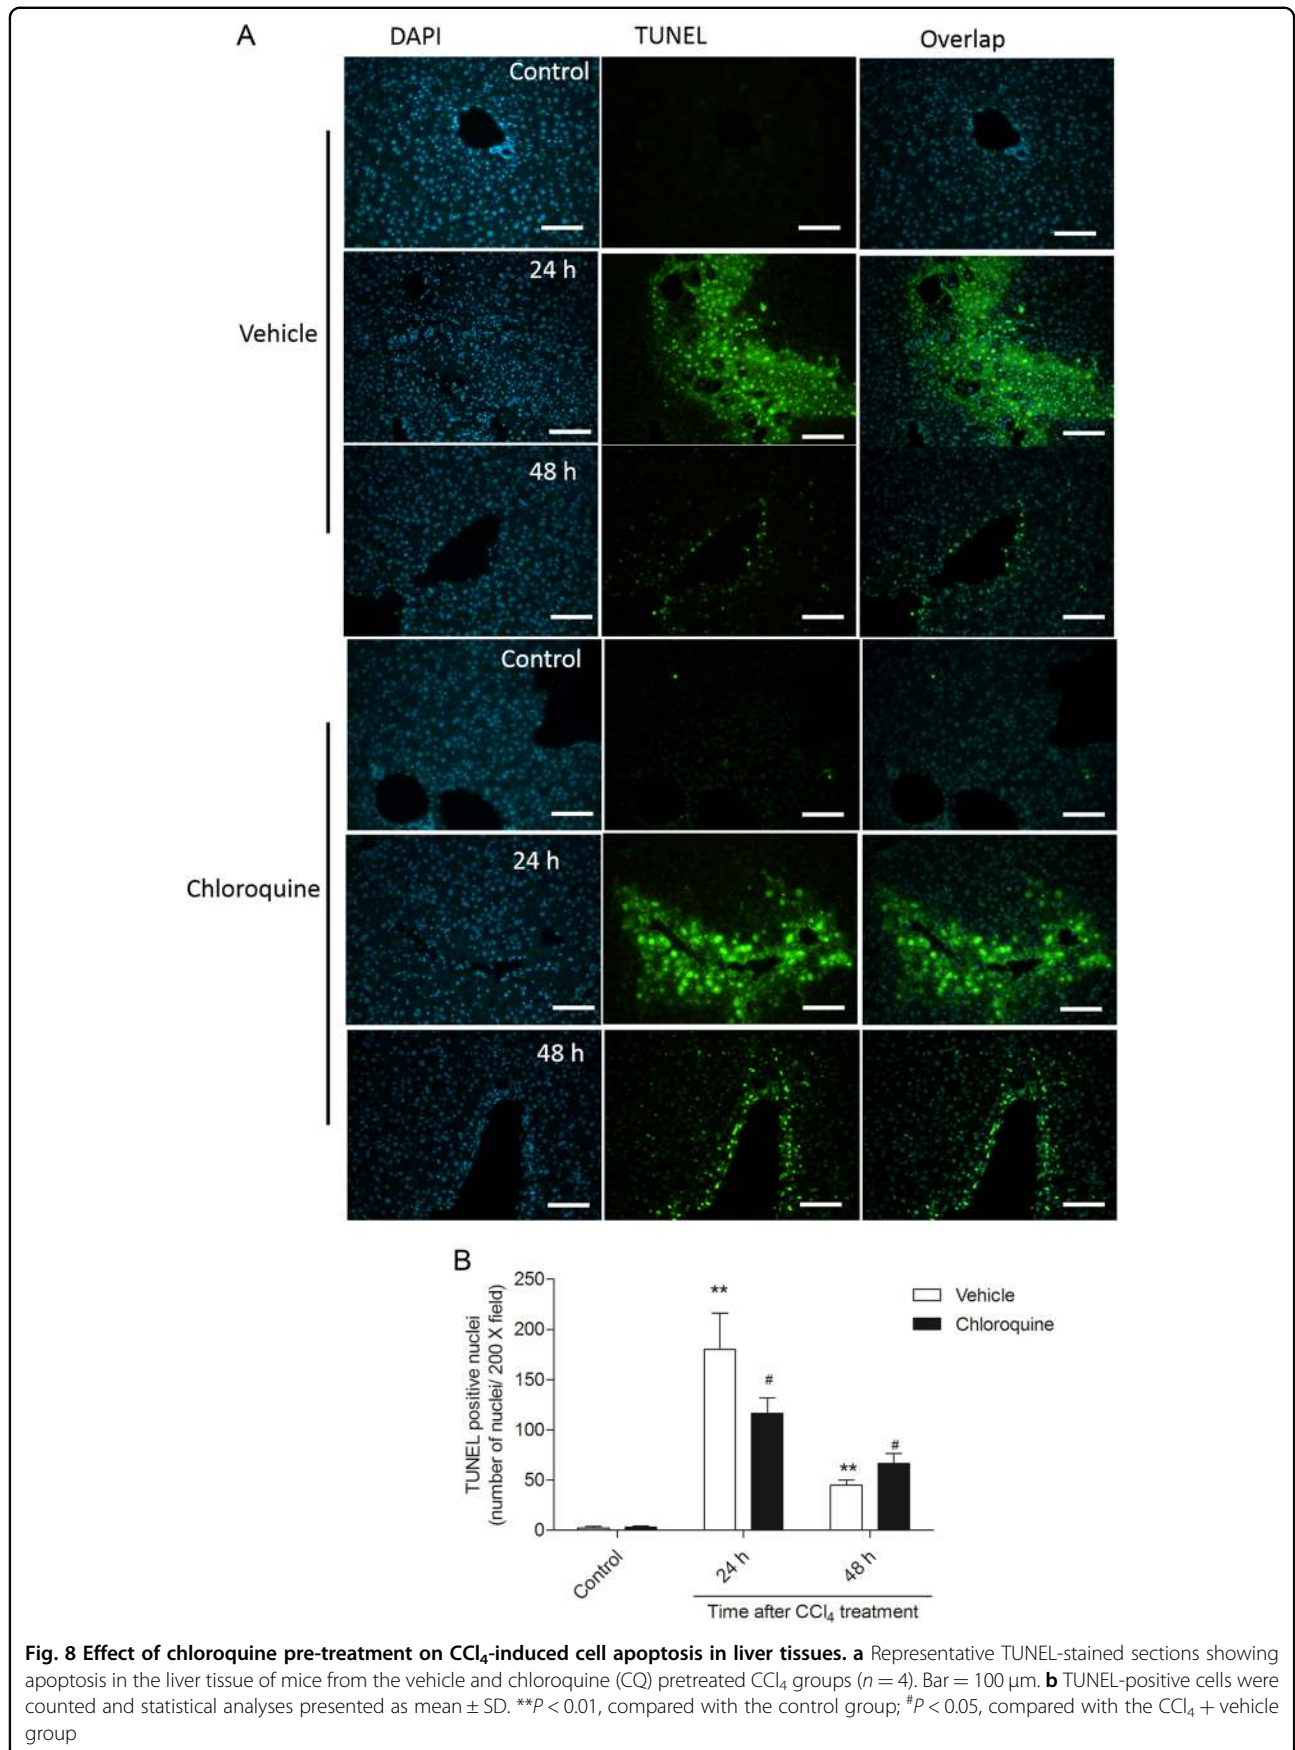 A
DAPI TUNEL Overlap
Control
24 h
Vehicle
48 h
Control
24 h
Chloroquine
48 h
B
TUNEL positive nuclei
(number of nuclei/ 200 X field)
250
200
150
100
50
0
**
#
**
#
Vehicle
Chloroquine
Control
24 h
48 h
Time after CCl₄ treatment
Fig. 8 Effect of chloroquine pre-treatment on CCl₄-induced cell apoptosis in liver tissues. a Representative TUNEL-stained sections showing
apoptosis in the liver tissue of mice from the vehicle and chloroquine (CQ) pretreated CCl₄ groups (n = 4). Bar = 100 μm. b TUNEL-positive cells were
counted and statistical analyses presented as mean ± SD. **P < 0.01, compared with the control group; #P < 0.05, compared with the CCl₄ + vehicle
group